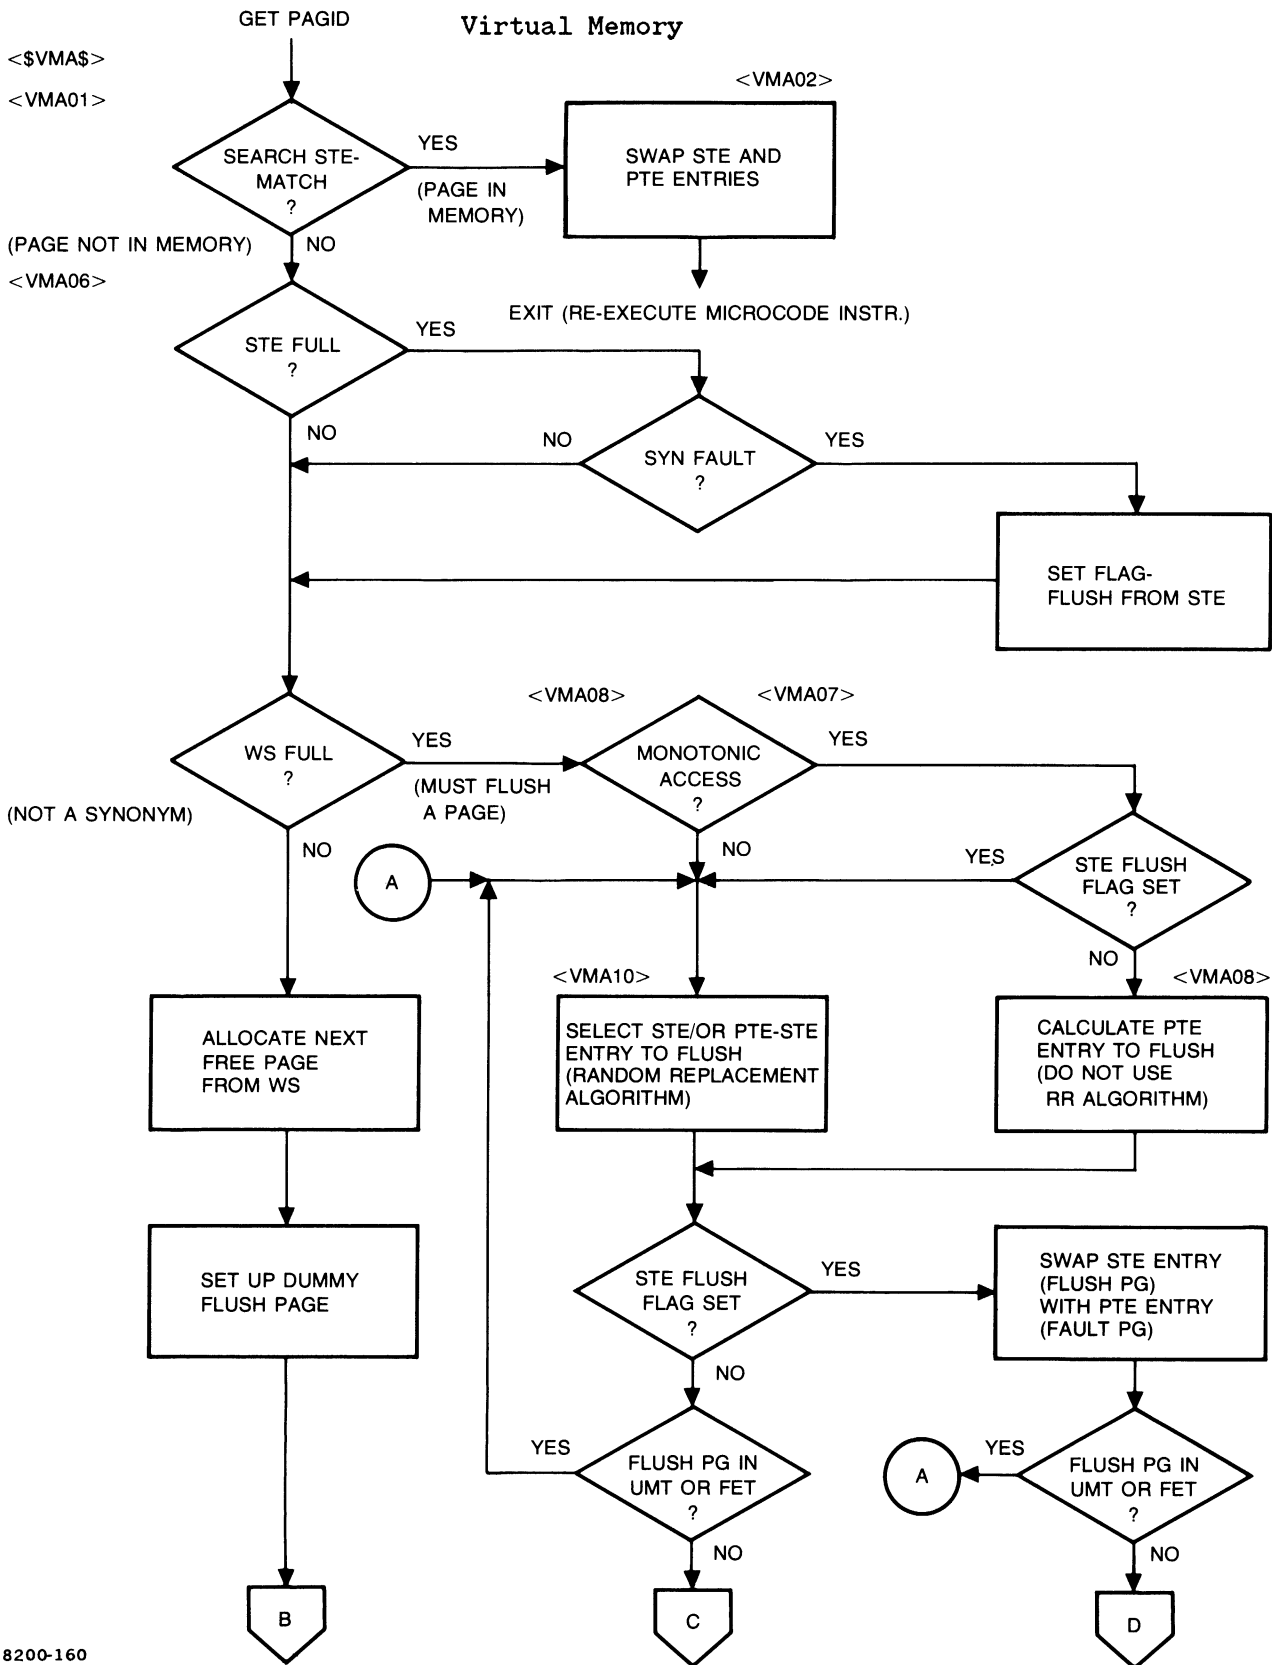 GET PAGID
Virtual Memory
<$VMA$>
<VMA01>
<VMA02>
SEARCH STE-
MATCH
?
YES
(PAGE IN
MEMORY)
SWAP STE AND
PTE ENTRIES
(PAGE NOT IN MEMORY)
NO
<VMA06>
EXIT (RE-EXECUTE MICROCODE INSTR.)
STE FULL
?
YES
NO
NO
SYN FAULT
?
YES
SET FLAG-
FLUSH FROM STE
<VMA08>
<VMA07>
WS FULL
?
YES
(MUST FLUSH
A PAGE)
MONOTONIC
ACCESS
?
YES
(NOT A SYNONYM)
NO
A
NO
YES
STE FLUSH
FLAG SET
?
NO
<VMA10>
<VMA08>
ALLOCATE NEXT
FREE PAGE
FROM WS
SELECT STE/OR PTE-STE
ENTRY TO FLUSH
(RANDOM REPLACEMENT
ALGORITHM)
CALCULATE PTE
ENTRY TO FLUSH
(DO NOT USE
RR ALGORITHM)
SET UP DUMMY
FLUSH PAGE
STE FLUSH
FLAG SET
?
YES
SWAP STE ENTRY
(FLUSH PG)
WITH PTE ENTRY
(FAULT PG)
NO
YES
FLUSH PG IN
UMT OR FET
?
A
YES
FLUSH PG IN
UMT OR FET
?
NO
NO
B
C
D
8200-160